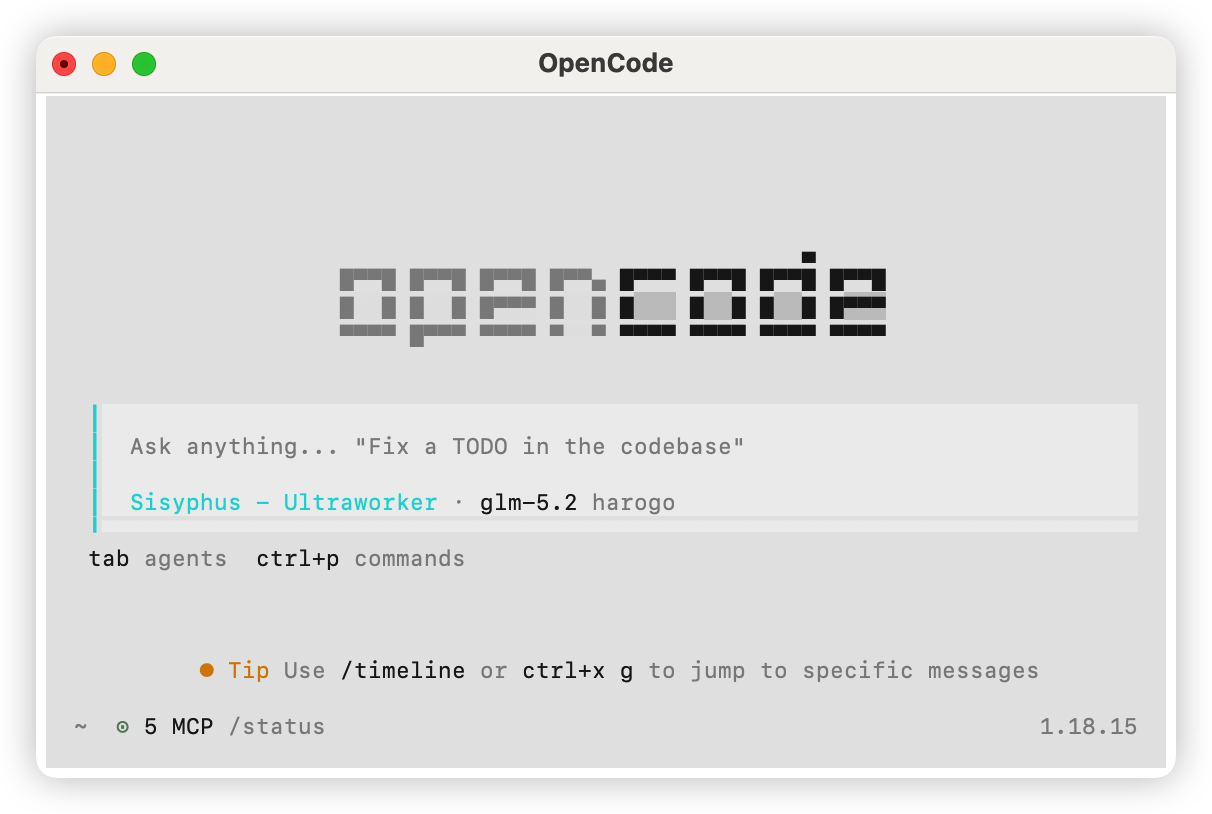 OpenCode
opencode
Ask anything... "Fix a TODO in the codebase"
Sisyphus – Ultraworker · glm-5.2 harogo
tab agents  ctrl+p commands
● Tip Use /timeline or ctrl+x g to jump to specific messages
~  ⊙ 5 MCP /status  1.18.15